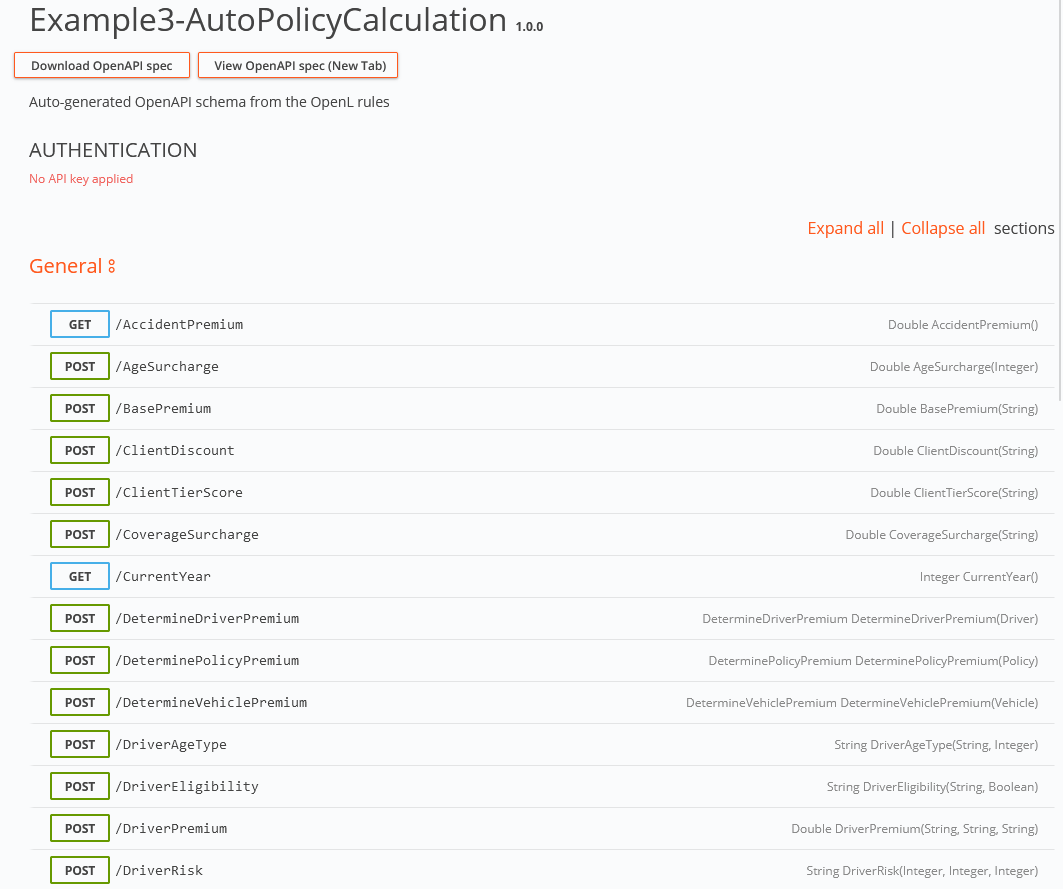 Example3-AutoPolicyCalculation 1.0.0
Download OpenAPI spec View OpenAPI spec (New Tab)
Auto-generated OpenAPI schema from the OpenL rules
AUTHENTICATION
No API key applied
Expand all | Collapse all sections
General
GET /AccidentPremium Double AccidentPremium()
POST /AgeSurcharge Double AgeSurcharge(Integer)
POST /BasePremium Double BasePremium(String)
POST /ClientDiscount Double ClientDiscount(String)
POST /ClientTierScore Double ClientTierScore(String)
POST /CoverageSurcharge Double CoverageSurcharge(String)
GET /CurrentYear Integer CurrentYear()
POST /DetermineDriverPremium DetermineDriverPremium DetermineDriverPremium(Driver)
POST /DeterminePolicyPremium DeterminePolicyPremium DeterminePolicyPremium(Policy)
POST /DetermineVehiclePremium DetermineVehiclePremium DetermineVehiclePremium(Vehicle)
POST /DriverAgeType String DriverAgeType(String, Integer)
POST /DriverEligibility String DriverEligibility(String, Boolean)
POST /DriverPremium Double DriverPremium(String, String, String)
POST /DriverRisk String DriverRisk(Integer, Integer, Integer)